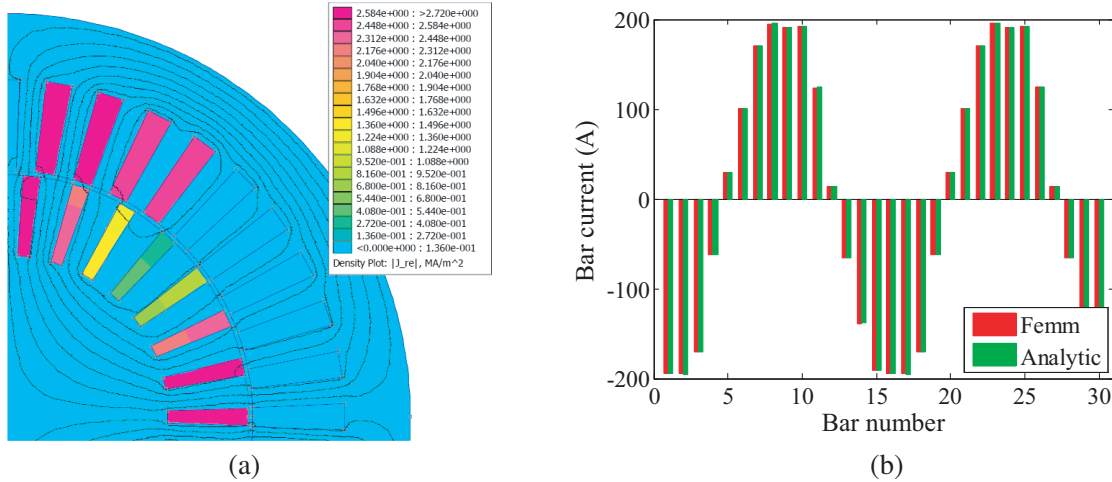 2.584e+000 : >2.720e+000
2.448e+000 : 2.584e+000
2.312e+000 : 2.448e+000
2.176e+000 : 2.312e+000
2.040e+000 : 2.176e+000
1.904e+000 : 2.040e+000
1.768e+000 : 1.904e+000
1.632e+000 : 1.768e+000
1.496e+000 : 1.632e+000
1.360e+000 : 1.496e+000
1.224e+000 : 1.360e+000
1.088e+000 : 1.224e+000
9.520e-001 : 1.088e+000
8.160e-001 : 9.520e-001
6.800e-001 : 8.160e-001
5.440e-001 : 6.800e-001
4.080e-001 : 5.440e-001
2.720e-001 : 4.080e-001
1.360e-001 : 2.720e-001
<0.000e+000 : 1.360e-001
Density Plot: |J_re|, MA/m^2
(a)
200
100
0
-100
-200
Bar current (A)
0 5 10 15 20 25 30
Bar number
Femm
Analytic
(b)